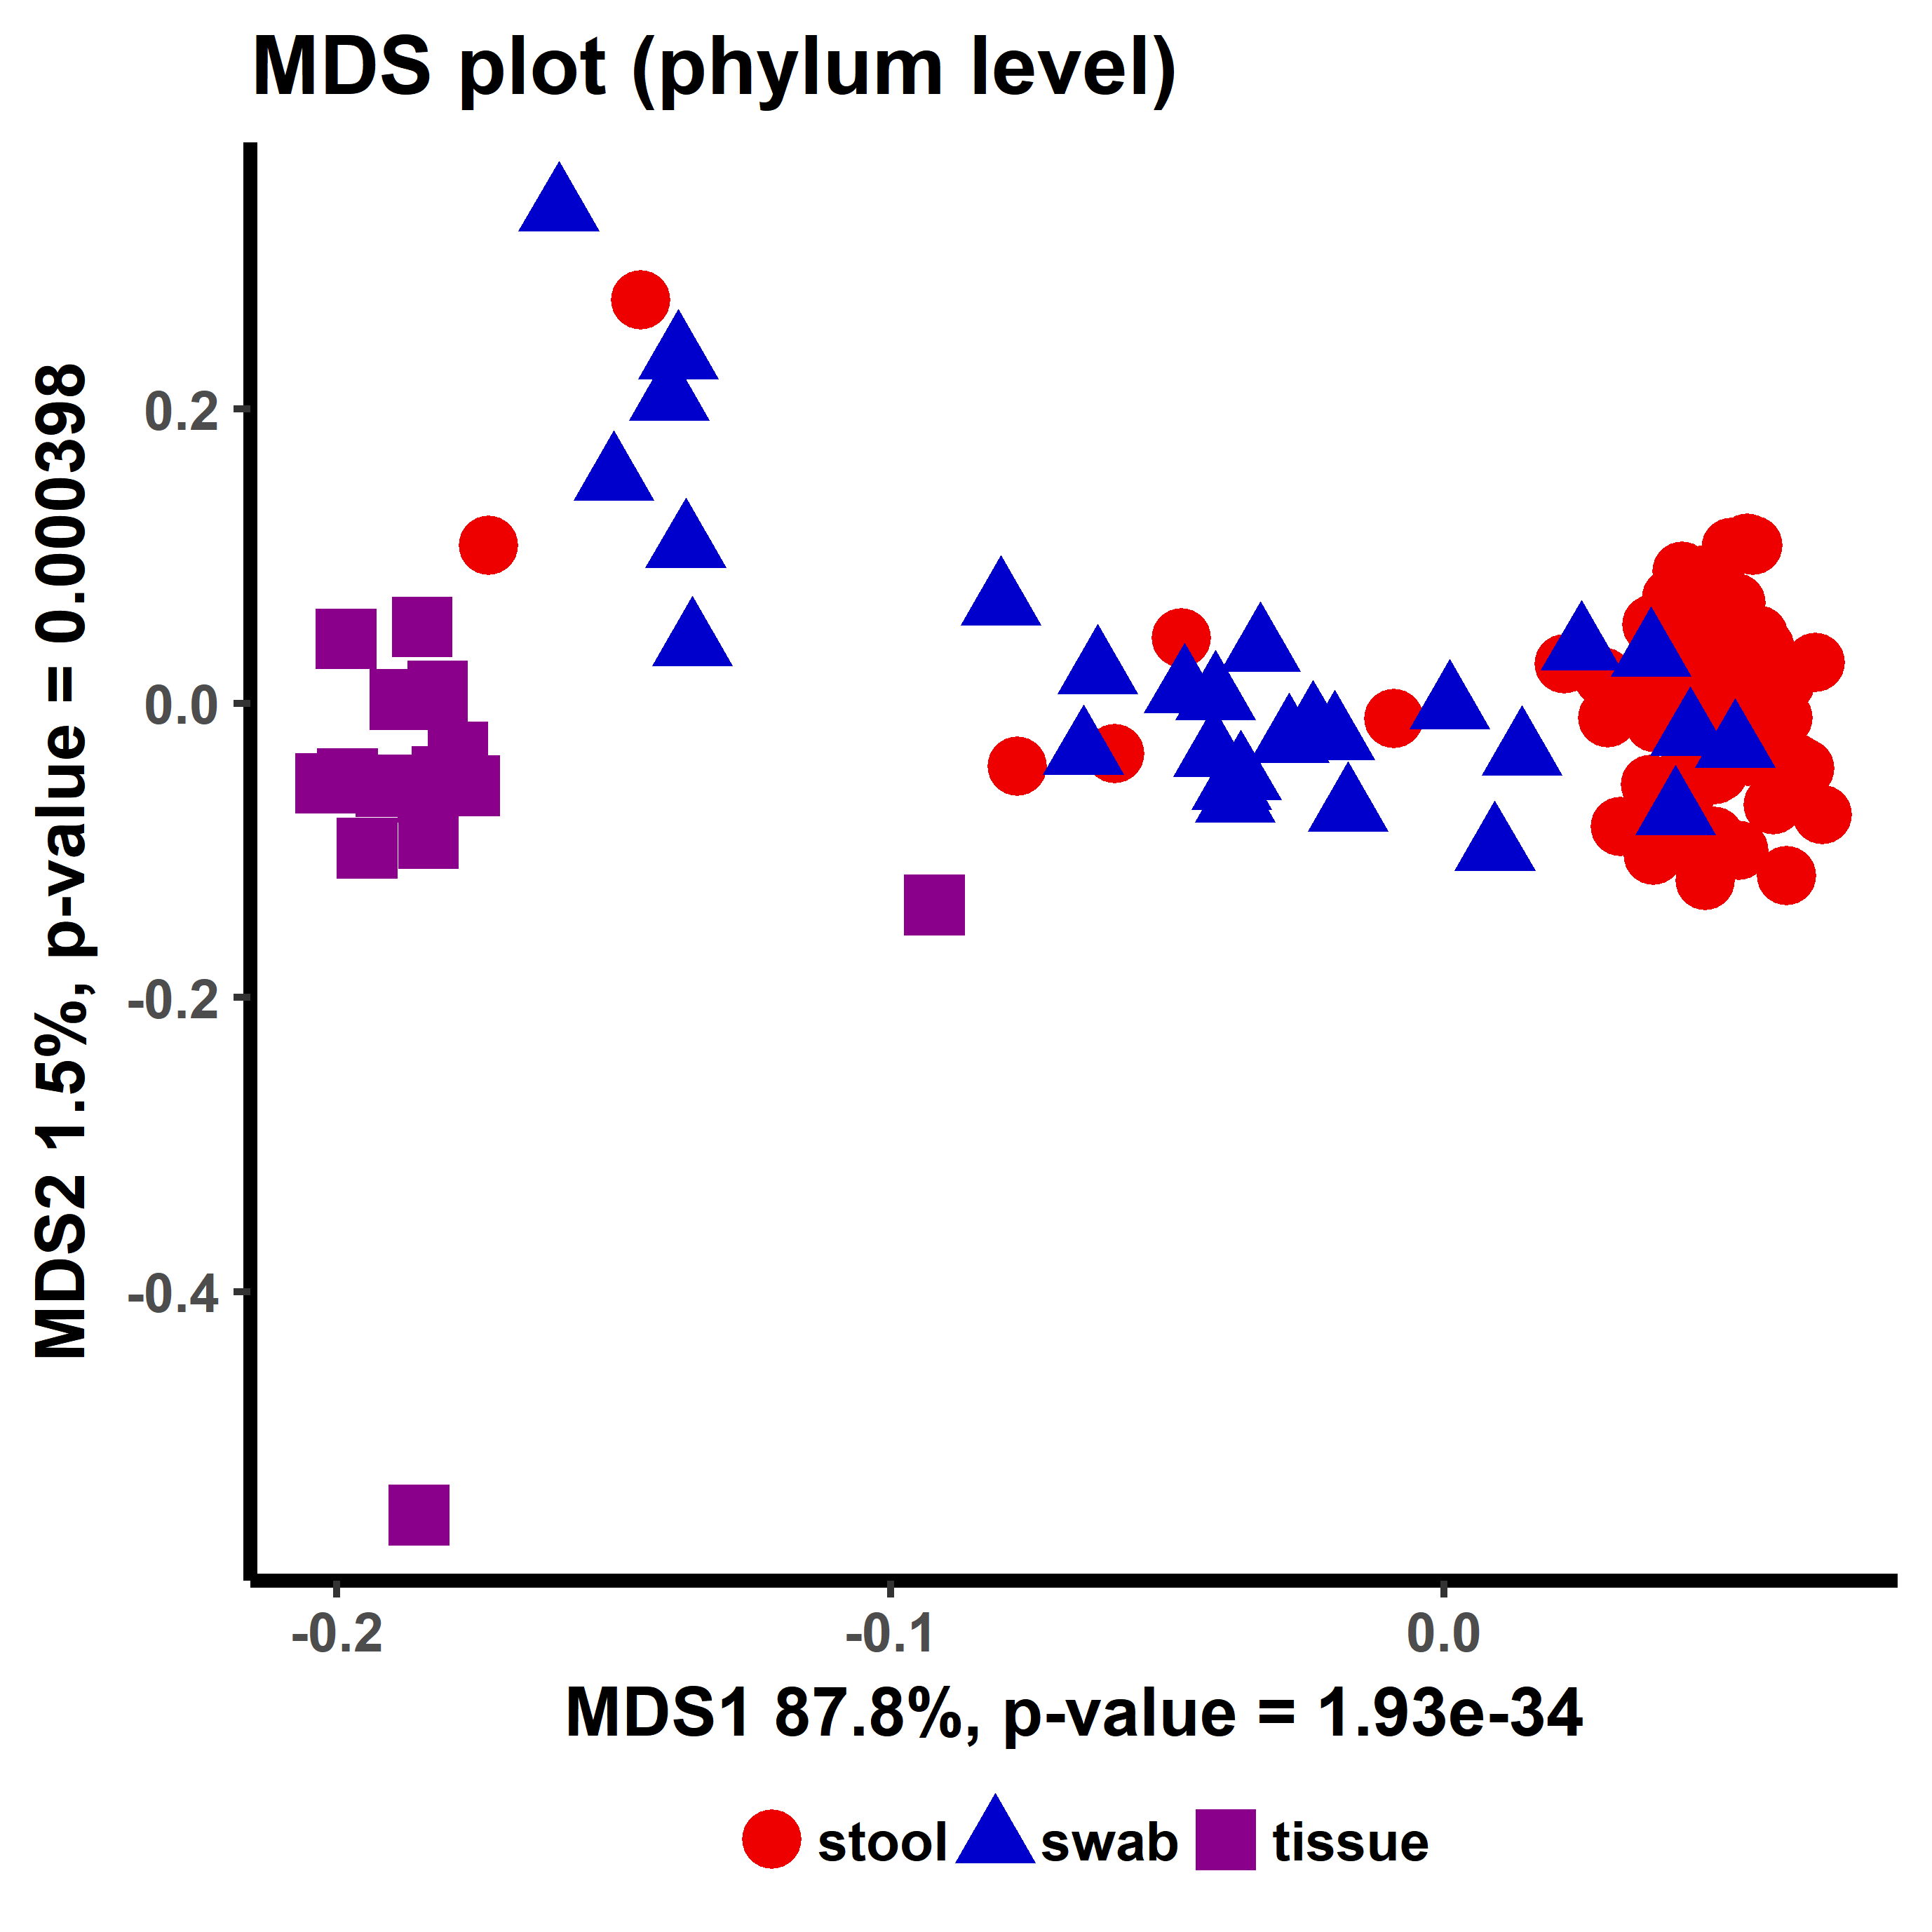 MDS plot (phylum level)
MDS2 1.5%, p-value = 0.000398
0.2
0.0
-0.2
-0.4
-0.2 -0.1 0.0
MDS1 87.8%, p-value = 1.93e-34
stool swab tissue